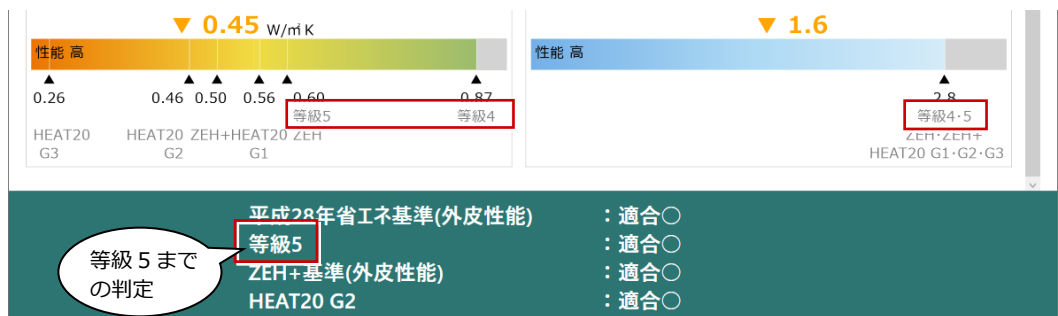 ▼ 0.45 W/㎡K
性能 高
▲ ▲ ▲ ▲ ▲ ▲
0.26 0.46 0.50 0.56 0.60 0.87
等級5 等級4
HEAT20 HEAT20 ZEH+HEAT20 ZEH
G3 G2 G1
▼ 1.6
性能 高
▲
2.8
等級4·5
ZEH·ZEH+
HEAT20 G1·G2·G3
平成28年省エネ基準(外皮性能) ：適合○
等級5 ：適合○
ZEH+基準(外皮性能) ：適合○
HEAT20 G2 ：適合○
等級５まで
の判定